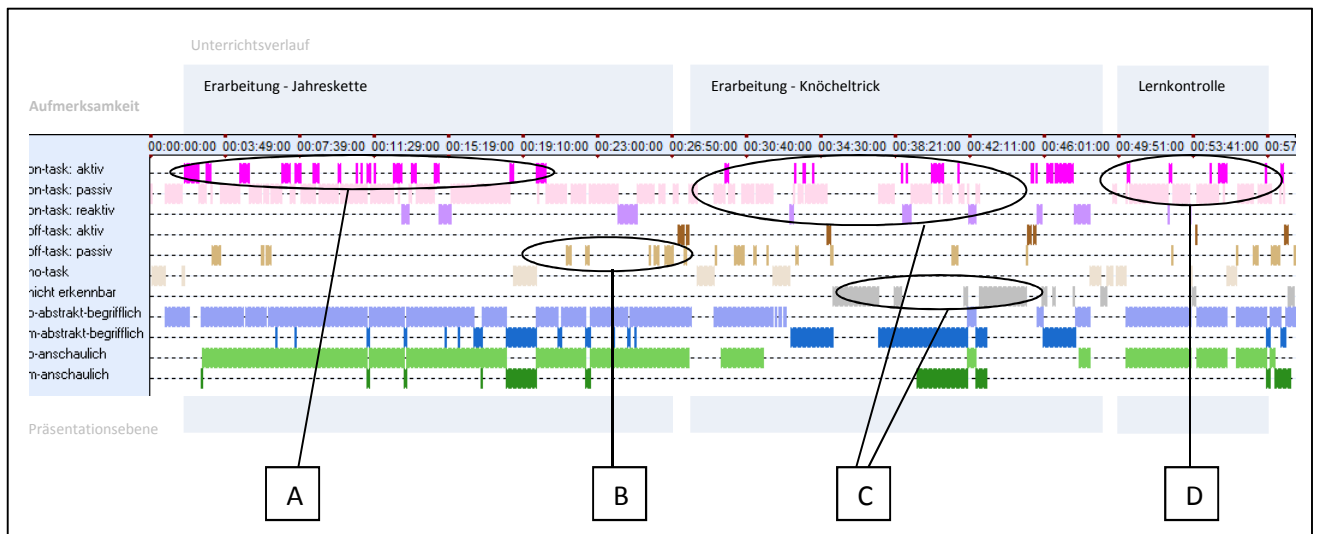 Unterrichtsverlauf
Erarbeitung - Jahreskette
Erarbeitung - Knöcheltrick
Lernkontrolle
Aufmerksamkeit
00:00:00:00 00:03:49:00 00:07:39:00 00:11:29:00 00:15:19:00 00:19:10:00 00:23:00:00 00:26:50:00 00:30:40:00 00:34:30:00 00:38:21:00 00:42:11:00 00:46:01:00 00:49:51:00 00:53:41:00 00:57
on-task: aktiv
on-task: passiv
on-task: reaktiv
off-task: aktiv
off-task: passiv
no-task
nicht erkennbar
o-abstrakt-begrifflich
m-abstrakt-begrifflich
o-anschaulich
m-anschaulich
Präsentationsebene
A
B
C
D